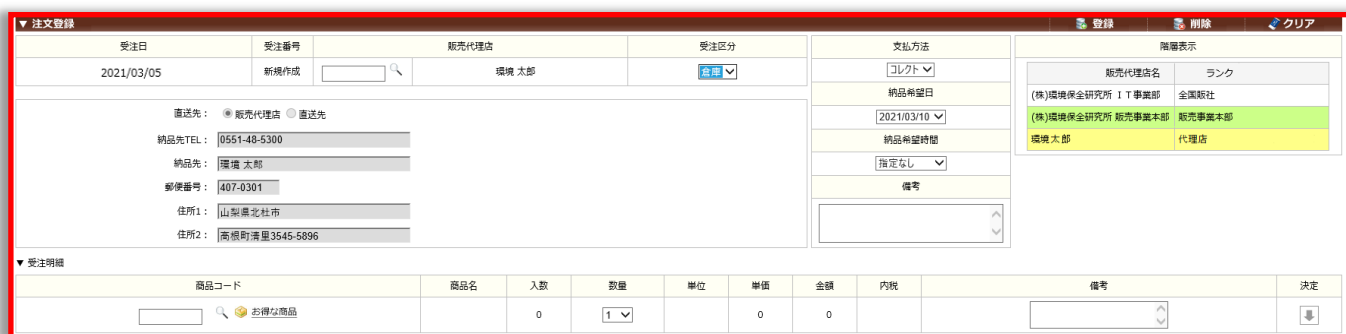 ▼ 注文登録 登録 削除 クリア
受注日 受注番号 販売代理店 受注区分 支払方法 階層表示
2021/03/05 新規作成 環境 太郎 倉庫 コレクト
販売代理店名 ランク
納品希望日
(株)環境保全研究所 IT事業部 全国販社
直送先： 販売代理店 直送先 2021/03/10
(株)環境保全研究所 販売事業本部 販売事業本部
納品先TEL： 0551-48-5300 納品希望時間
環境太郎 代理店
納品先： 環境 太郎 指定なし
郵便番号： 407-0301 備考
住所1： 山梨県北杜市
住所2： 高根町清里3545-5896
▼ 受注明細
商品コード 商品名 入数 数量 単位 単価 金額 内税 備考 決定
お得な商品 0 1 0 0